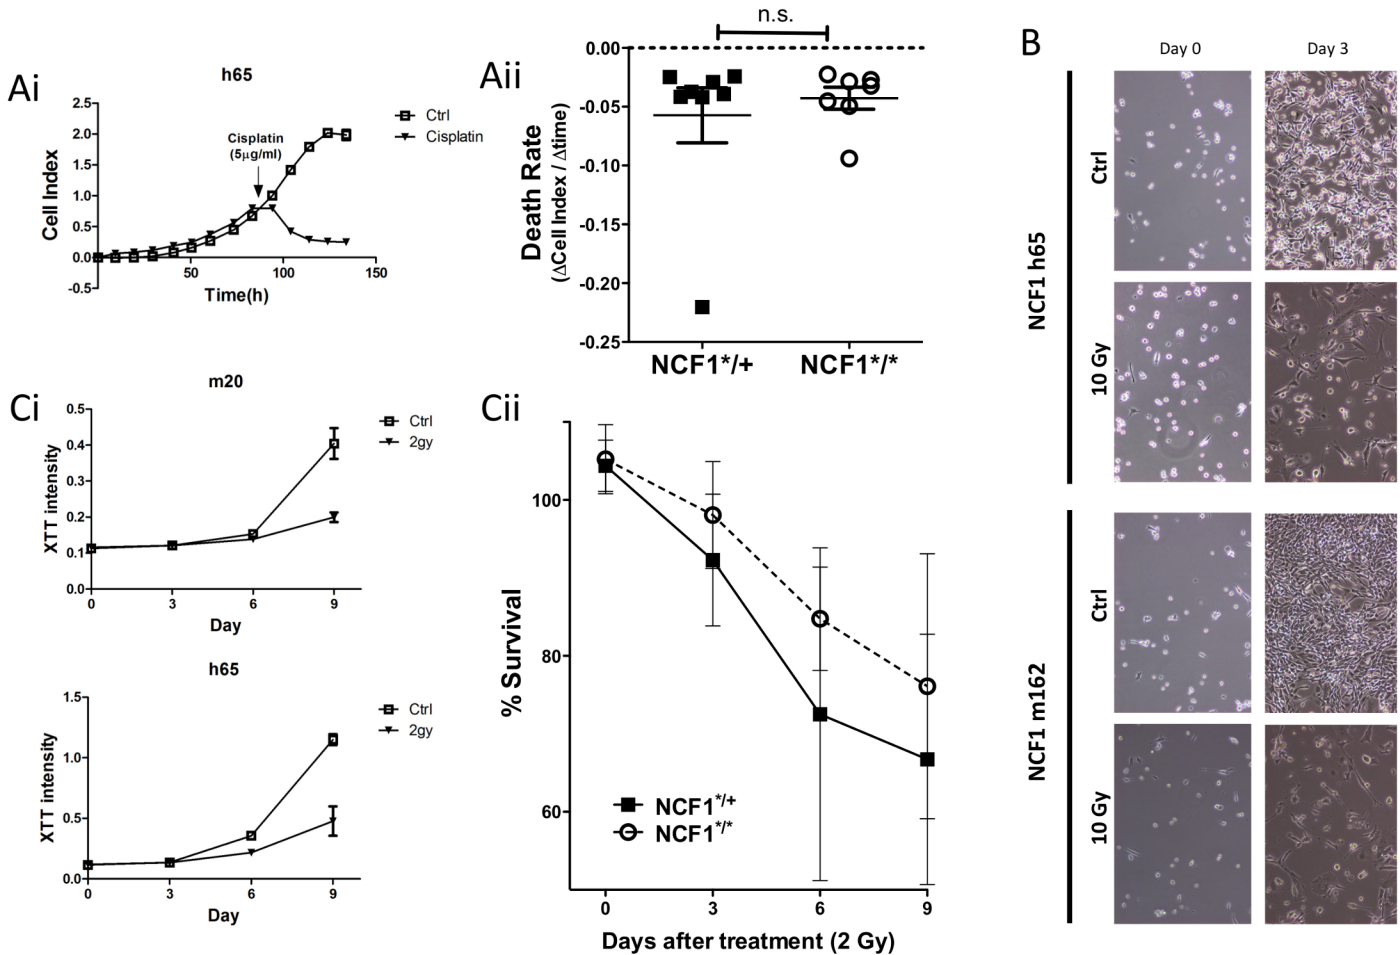 Ai
h65
Cell Index
2.5
2.0
1.5
1.0
0.5
0.0
-0.5
50
100
150
Time(h)
Cisplatin
(5µg/ml)
Ctrl
Cisplatin
Aii
n.s.
Death Rate
(ΔCell Index / Δtime)
0.00
-0.05
-0.10
-0.15
-0.20
-0.25
NCF1*/+
NCF1*/*
B
Day 0
Day 3
NCF1 h65
Ctrl
10 Gy
NCF1 m162
Ctrl
10 Gy
Ci
m20
XTT intensity
0.5
0.4
0.3
0.2
0.1
0.0
0
3
6
9
Day
Ctrl
2gy
h65
XTT intensity
1.5
1.0
0.5
0.0
0
3
6
9
Day
Ctrl
2gy
Cii
% Survival
100
80
60
NCF1*/+
NCF1*/*
0
3
6
9
Days after treatment (2 Gy)